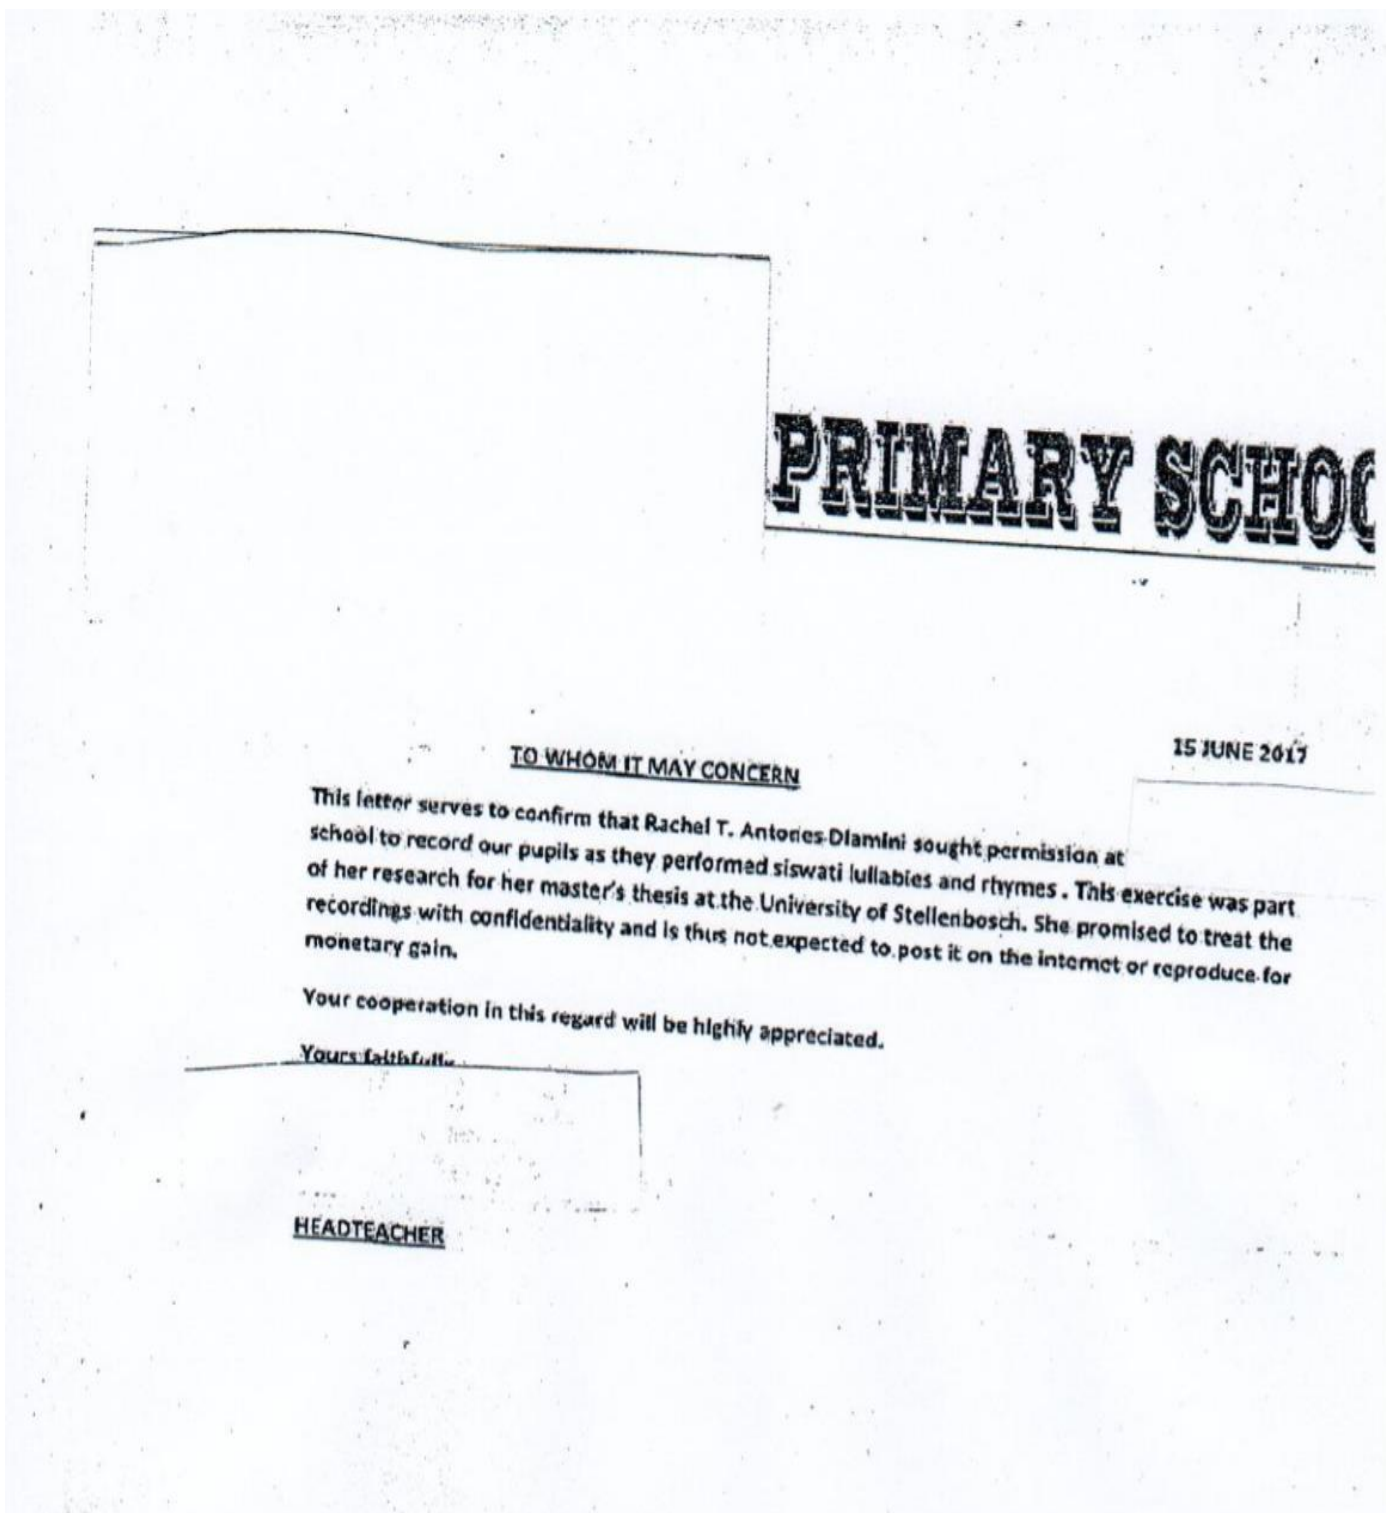 PRIMARY SCHOO
15 JUNE 2017
TO WHOM IT MAY CONCERN
This letter serves to confirm that Rachel T. Antones-Dlamini sought permission at
school to record our pupils as they performed siswati lullabies and rhymes . This exercise was part
of her research for her master's thesis at the University of Stellenbosch. She promised to treat the
recordings with confidentiality and is thus not expected to post it on the internet or reproduce for
monetary gain.
Your cooperation in this regard will be highly appreciated.
Yours faithfully
HEADTEACHER